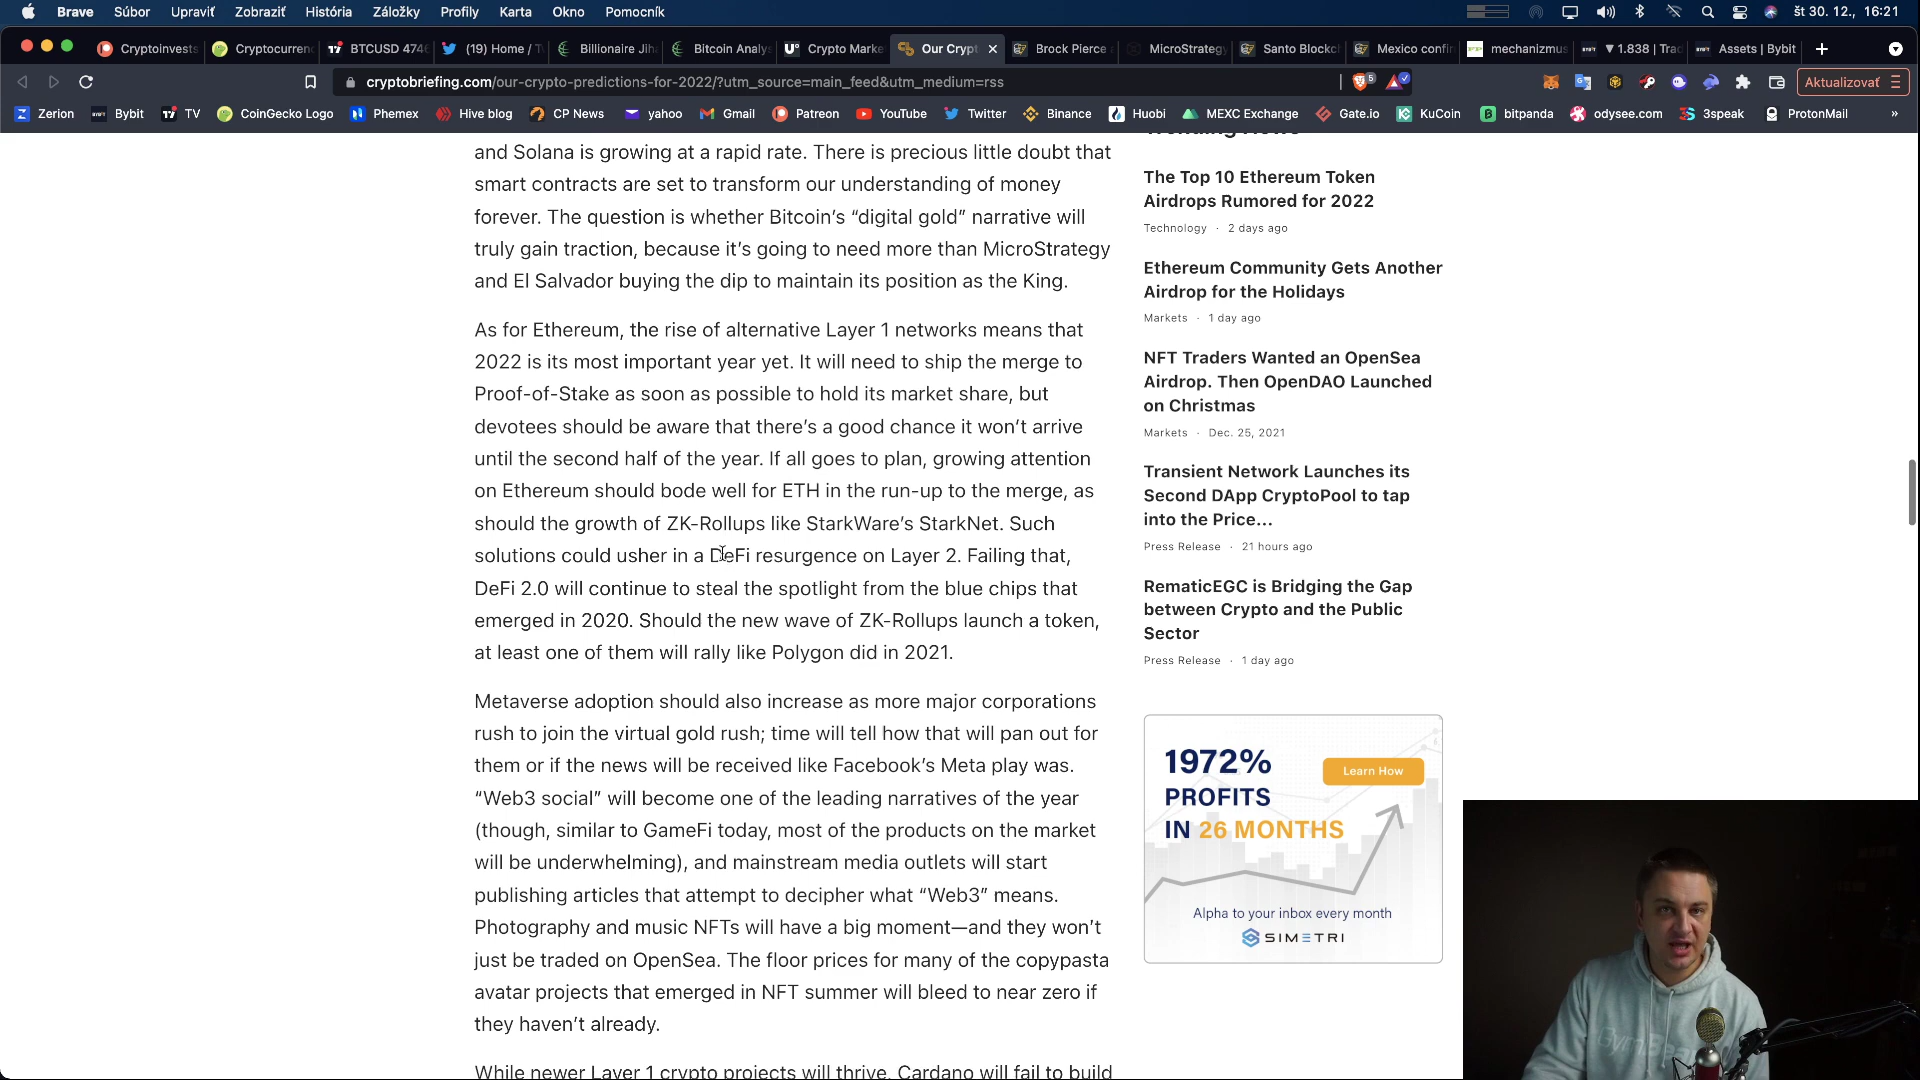 Brave Súbor Upraviť Zobraziť História Záložky Profily Karta Okno Pomocník št 30. 12., 16:21
Cryptoinvests Cryptocurren BTCUSD 474 (19) Home / T Billionaire Jih Bitcoin Analys Crypto Marke Our Crypt Brock Pierce MicroStrategy Santo Blockc Mexico confir mechanizmus ▼1.838 | Trad Assets | Bybit
cryptobriefing.com/our-crypto-predictions-for-2022/?utm_source=main_feed&utm_medium=rss Aktualizovať
Zerion Bybit TV CoinGecko Logo Phemex Hive blog CP News yahoo Gmail Patreon YouTube Twitter Binance Huobi MEXC Exchange Gate.io KuCoin bitpanda odysee.com 3speak ProtonMail »
and Solana is growing at a rapid rate. There is precious little doubt that
smart contracts are set to transform our understanding of money
forever. The question is whether Bitcoin’s “digital gold” narrative will
truly gain traction, because it’s going to need more than MicroStrategy
and El Salvador buying the dip to maintain its position as the King.
As for Ethereum, the rise of alternative Layer 1 networks means that
2022 is its most important year yet. It will need to ship the merge to
Proof-of-Stake as soon as possible to hold its market share, but
devotees should be aware that there’s a good chance it won’t arrive
until the second half of the year. If all goes to plan, growing attention
on Ethereum should bode well for ETH in the run-up to the merge, as
should the growth of ZK-Rollups like StarkWare’s StarkNet. Such
solutions could usher in a DeFi resurgence on Layer 2. Failing that,
DeFi 2.0 will continue to steal the spotlight from the blue chips that
emerged in 2020. Should the new wave of ZK-Rollups launch a token,
at least one of them will rally like Polygon did in 2021.
Metaverse adoption should also increase as more major corporations
rush to join the virtual gold rush; time will tell how that will pan out for
them or if the news will be received like Facebook’s Meta play was.
“Web3 social” will become one of the leading narratives of the year
(though, similar to GameFi today, most of the products on the market
will be underwhelming), and mainstream media outlets will start
publishing articles that attempt to decipher what “Web3” means.
Photography and music NFTs will have a big moment—and they won’t
just be traded on OpenSea. The floor prices for many of the copypasta
avatar projects that emerged in NFT summer will bleed to near zero if
they haven’t already.
While newer Layer 1 crypto projects will thrive, Cardano will fail to build
The Top 10 Ethereum Token
Airdrops Rumored for 2022
Technology · 2 days ago
Ethereum Community Gets Another
Airdrop for the Holidays
Markets · 1 day ago
NFT Traders Wanted an OpenSea
Airdrop. Then OpenDAO Launched
on Christmas
Markets · Dec. 25, 2021
Transient Network Launches its
Second DApp CryptoPool to tap
into the Price...
Press Release · 21 hours ago
RematicEGC is Bridging the Gap
between Crypto and the Public
Sector
Press Release · 1 day ago
1972%
PROFITS
IN 26 MONTHS
Learn How
Alpha to your inbox every month
SIMETRI